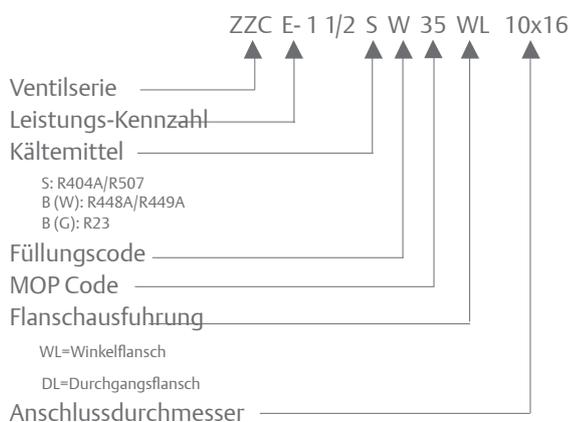 ZZC E- 1 1/2 S W 35 WL 10x16
Ventilserie
Leistungs-Kennzahl
Kältemittel
S: R404A/R507
B (W): R448A/R449A
B (G): R23
Füllungscode
MOP Code
Flanschausfuhrung
WL=Winkelflansch
DL=Durchgangsflansch
Anschlussdurchmesser